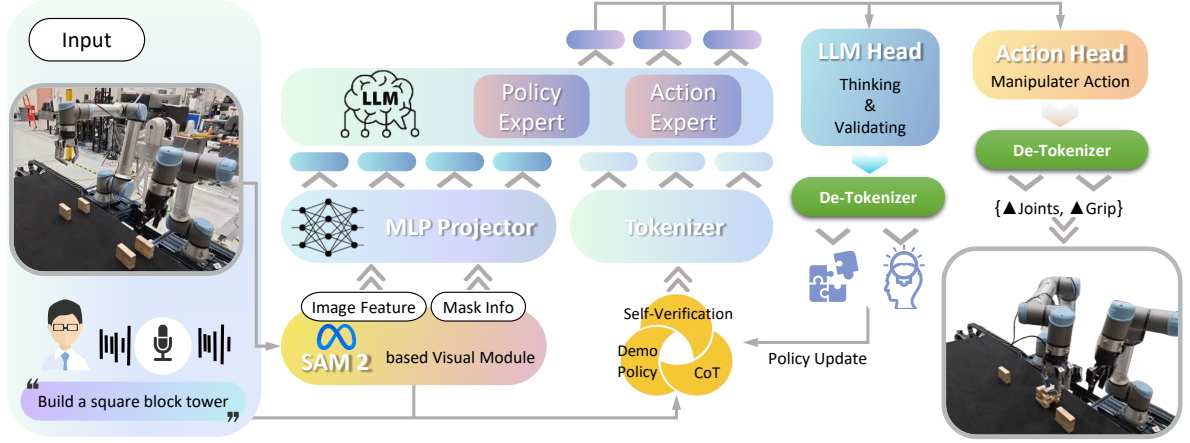 Input
“
Build a square block tower
”
LLM
Policy
Expert
Action
Expert
MLP Projector
Tokenizer
Image Feature
Mask Info
SAM 2
based Visual Module
Self-Verification
Demo
Policy
CoT
LLM Head
Thinking
&
Validating
De-Tokenizer
Policy Update
Action Head
Manipulater Action
De-Tokenizer
{▲Joints, ▲Grip}